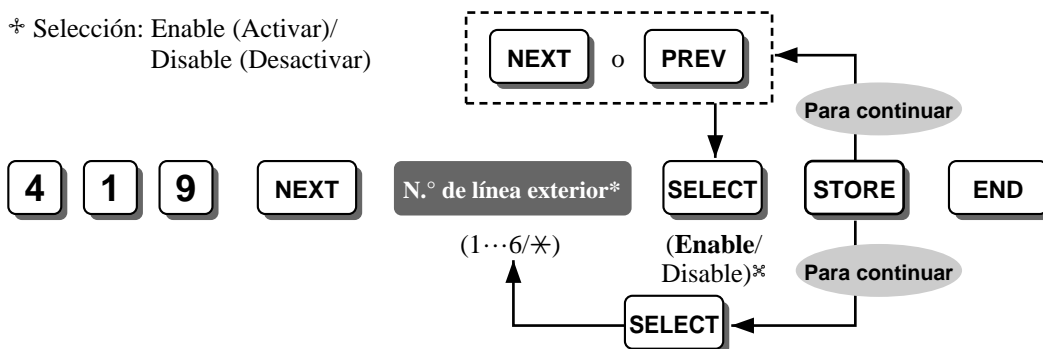 ✢ Selección: Enable (Activar)/
Disable (Desactivar)
NEXT o PREV
Para continuar
4 1 9 NEXT N.° de línea exterior* SELECT STORE END
(1···6/✳) (Enable/
Disable)✢
Para continuar
SELECT